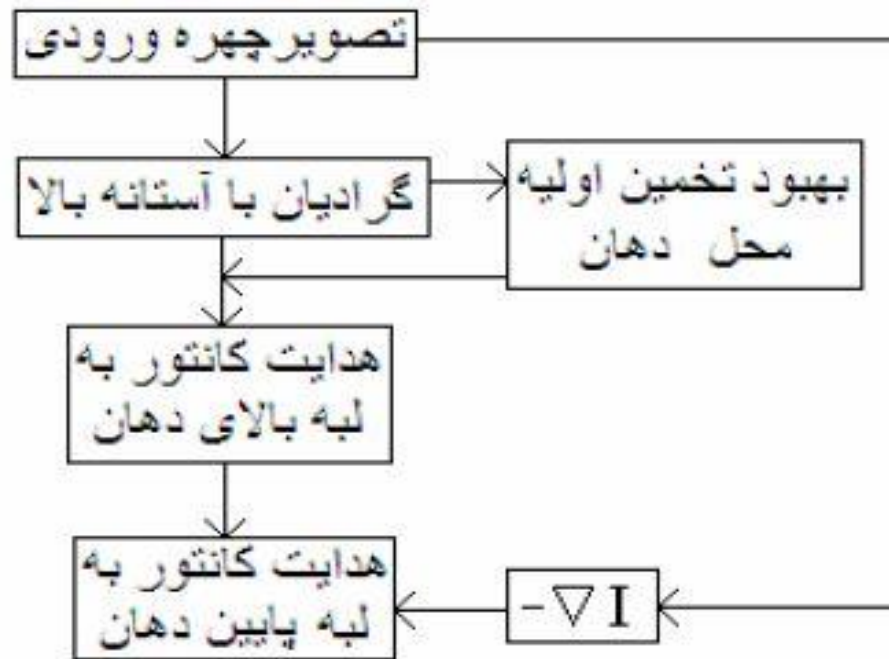 تصویرچهره ورودی
گرادیان با آستانه بالا
بهبود تخمین اولیه
محل دهان
هدایت کانتور به
لبه بالای دهان
هدایت کانتور به
لبه پایین دهان
-∇I